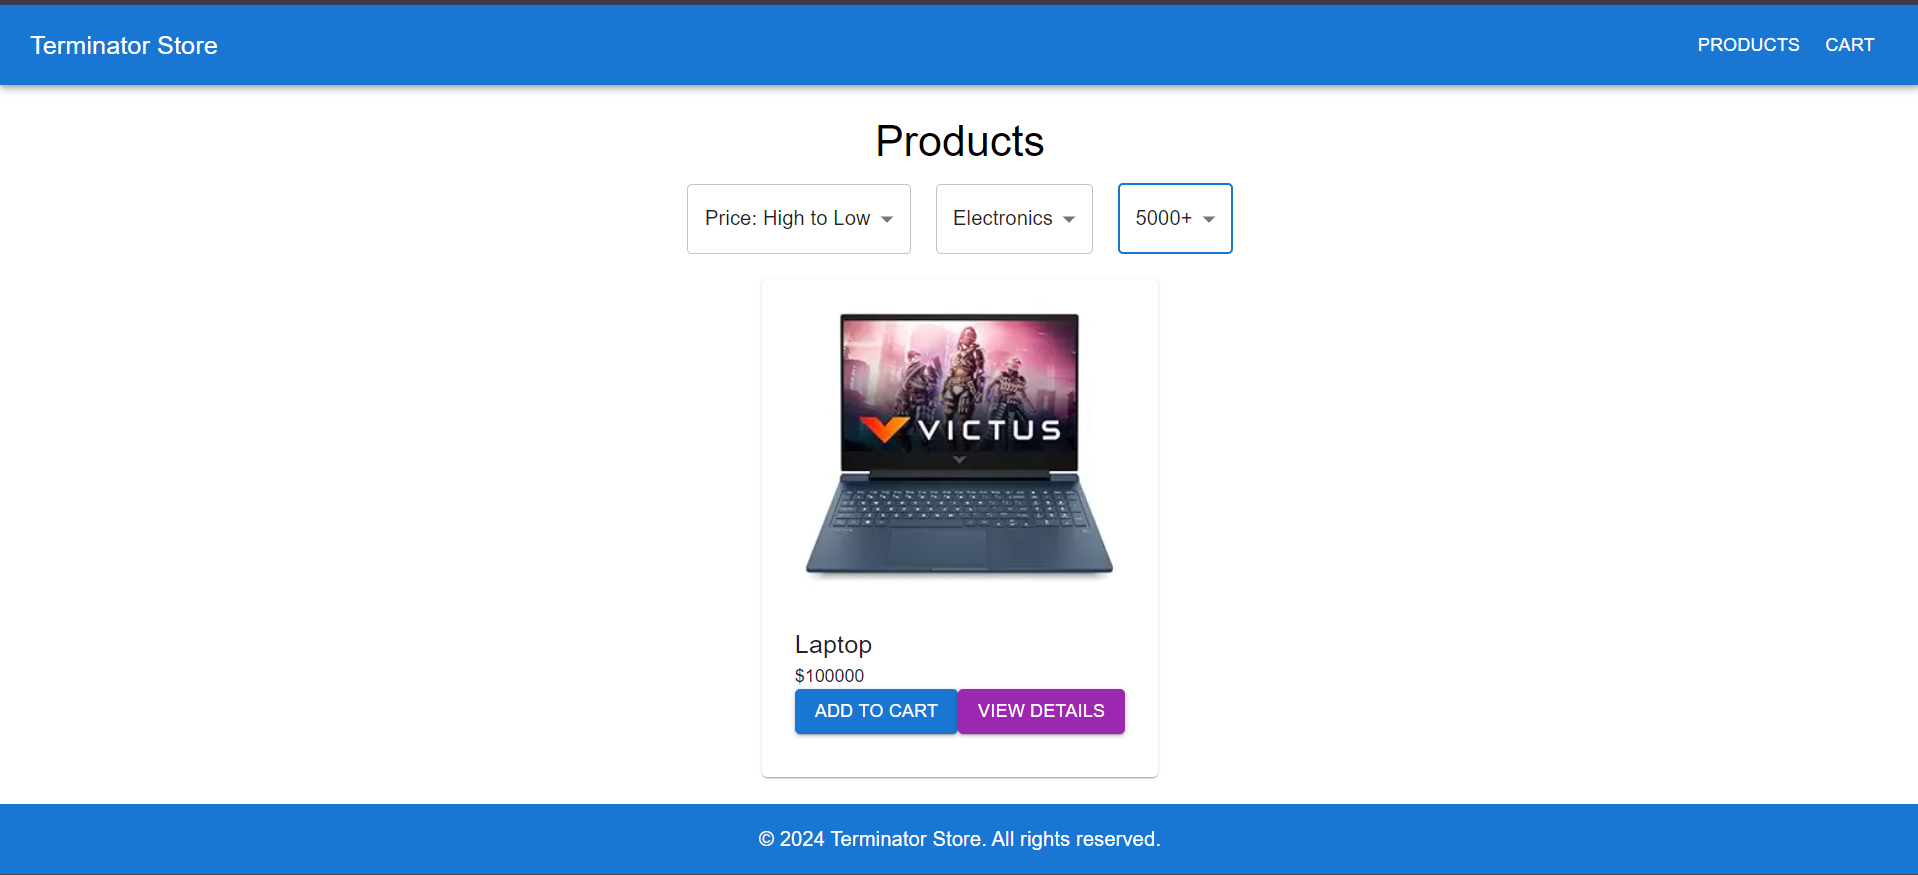 Terminator Store
PRODUCTS CART
Products
Price: High to Low Electronics 5000+
VICTUS
Laptop
$100000
ADD TO CART VIEW DETAILS
© 2024 Terminator Store. All rights reserved.